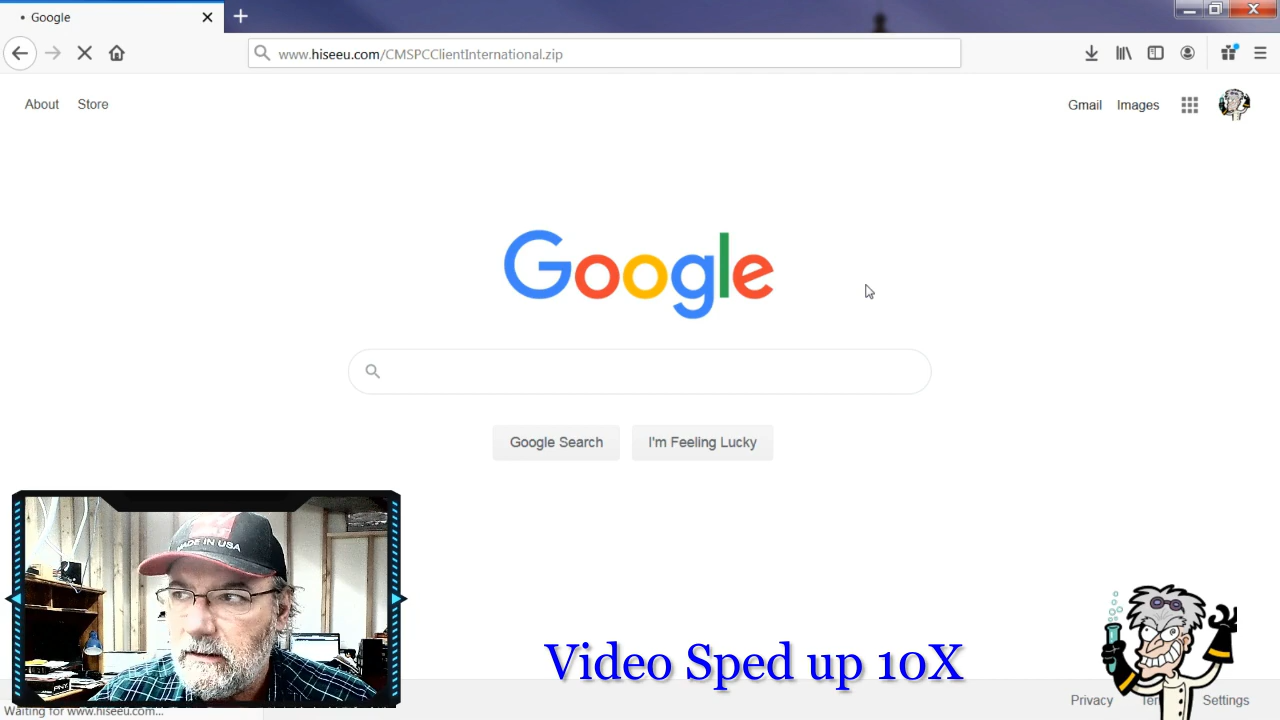 Google
www.hiseeu.com/CMSPCClientInternational.zip
About Store
Gmail Images
Google
Google Search I'm Feeling Lucky
MADE IN USA
PNY
Video Sped up 10X
Privacy Settings
Waiting for www.hiseeu.com...